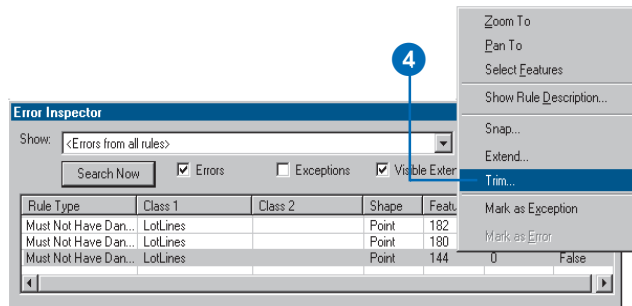 Zoom To
Pan To
Select Features
Show Rule Description...
Snap...
Extend...
Trim...
Mark as Exception
Mark as Error
4
Error Inspector
Show: <Errors from all rules>
Search Now Errors Exceptions Visible
Rule Type Class 1 Class 2 Shape
Must Not Have Dan... LotLines Point 182
Must Not Have Dan... LotLines Point 180
Must Not Have Dan... LotLines Point 144 0 False